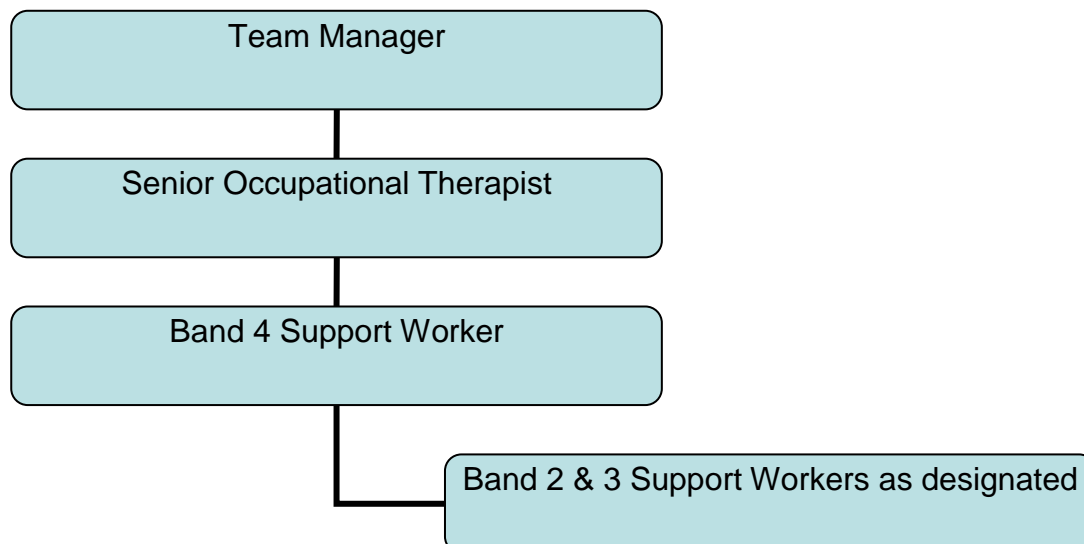 Team Manager
Senior Occupational Therapist
Band 4 Support Worker
Band 2 & 3 Support Workers as designated